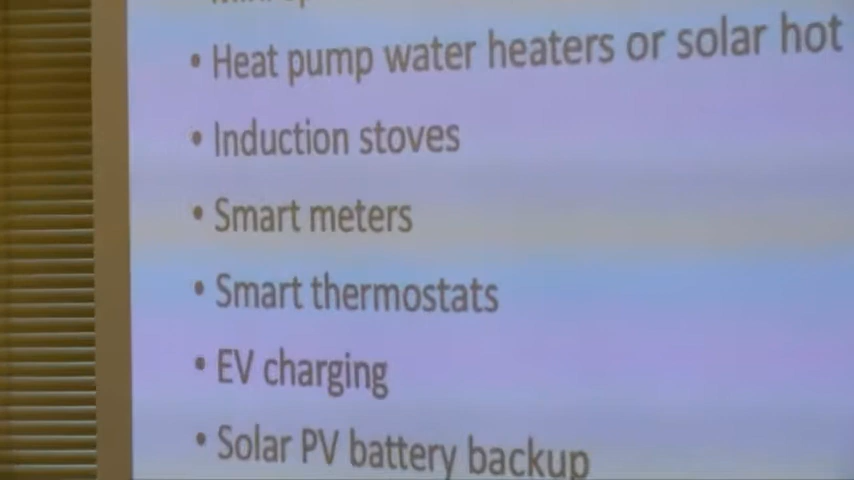 • Heat pump water heaters or solar hot
• Induction stoves
• Smart meters
• Smart thermostats
• EV charging
• Solar PV battery backup